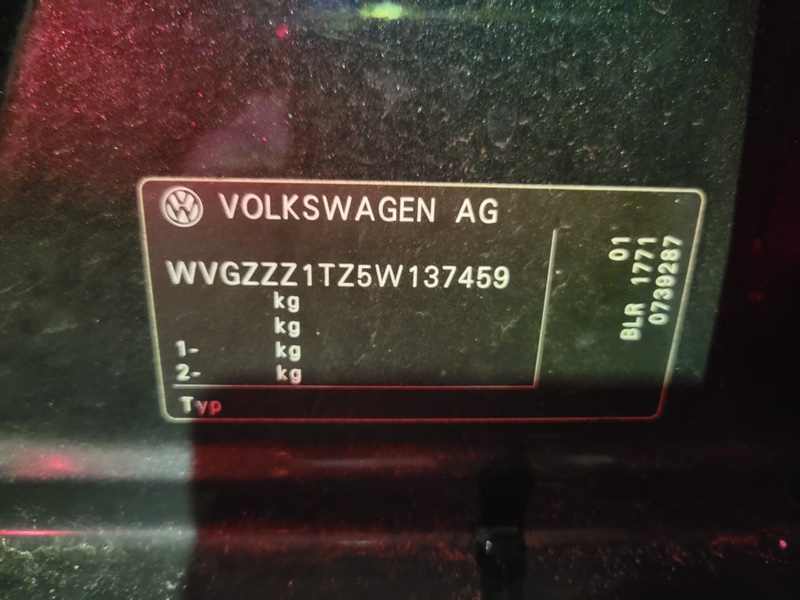 VOLKSWAGEN AG
WVGZZZ1TZ5W137459
kg
kg
1- kg
2- kg
Typ
01
BLR 1771
0739287